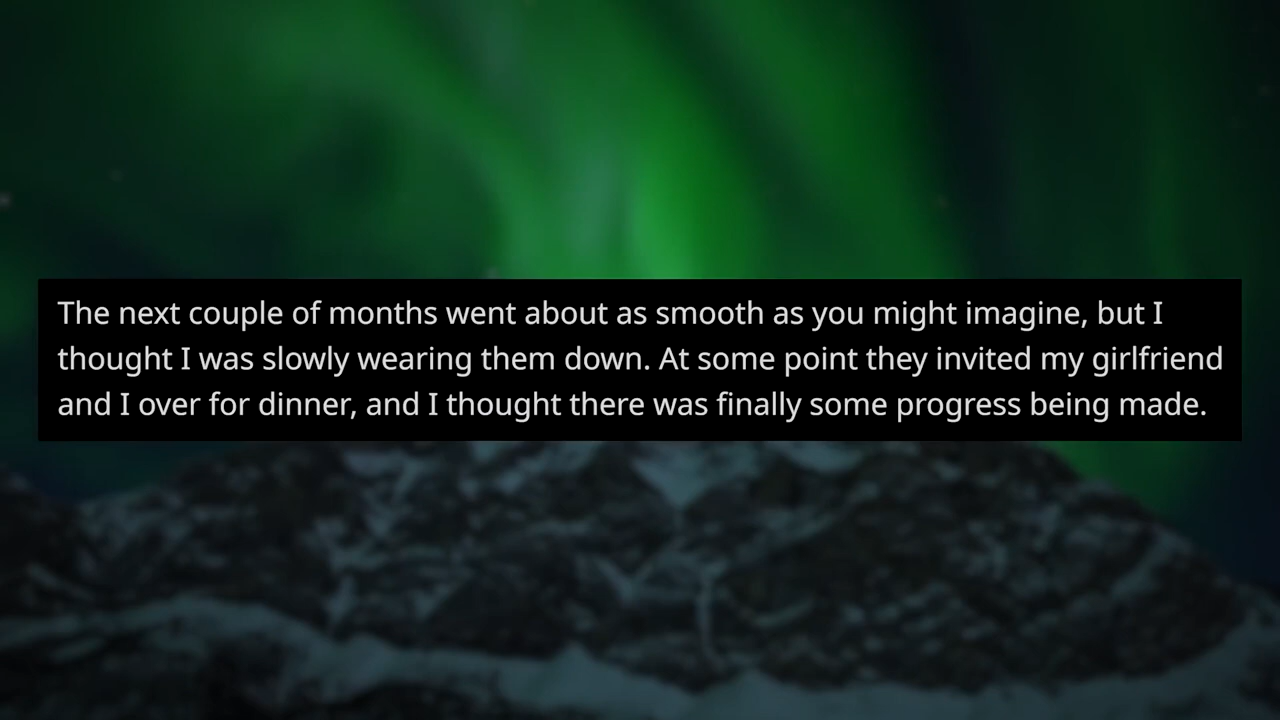 The next couple of months went about as smooth as you might imagine, but I
thought I was slowly wearing them down. At some point they invited my girlfriend
and I over for dinner, and I thought there was finally some progress being made.